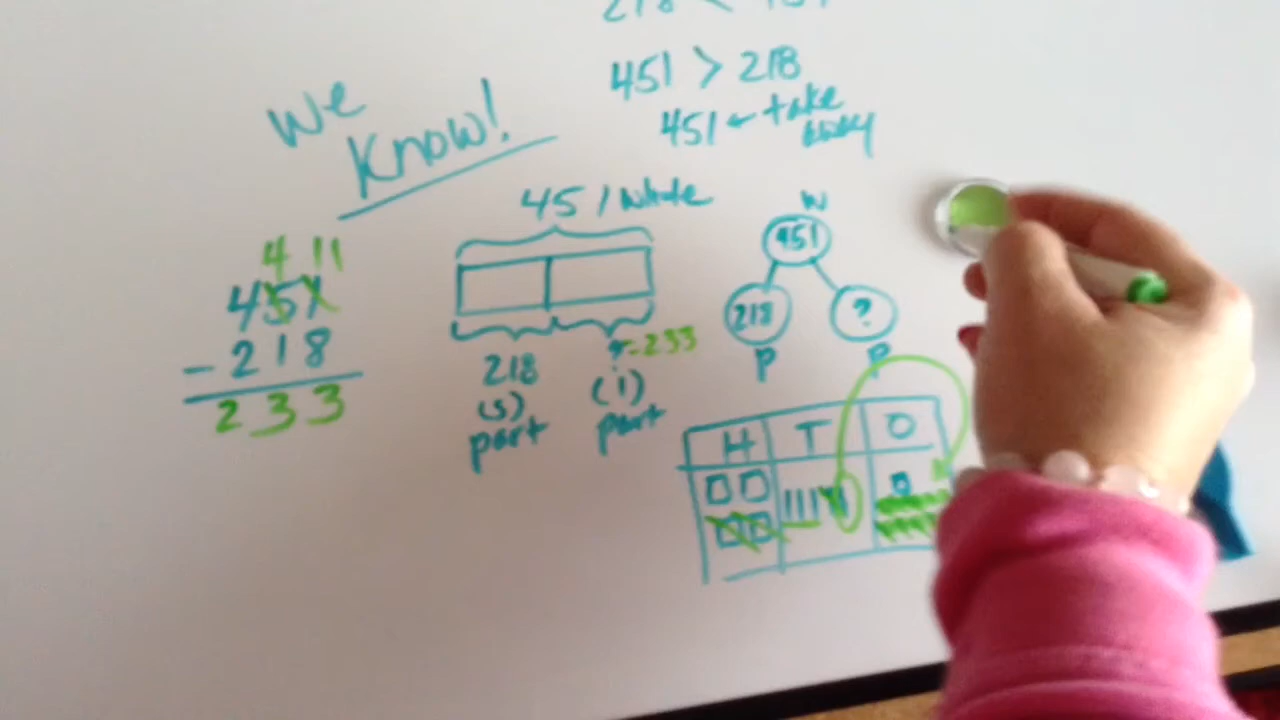 451 > 218
451 ← take
away
We
Know!
451 whole
218
(s)
part
? = 233
(1)
part
4 11
451
- 218
233
W
451
218
?
P
P
H T O